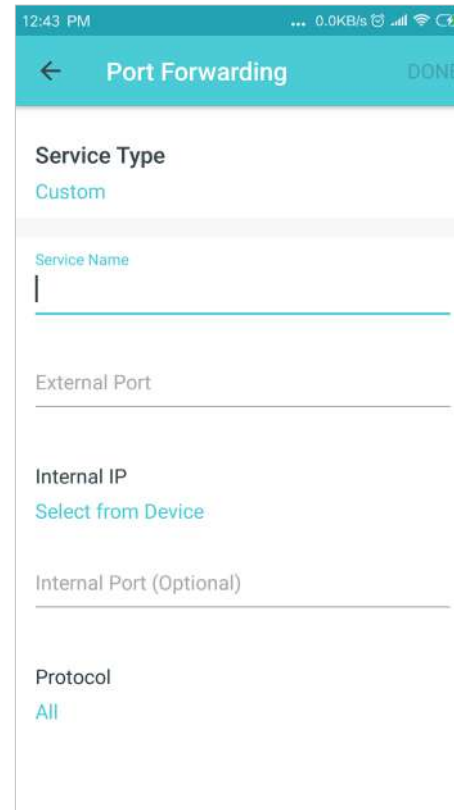 12:43 PM ... 0.0KB/s
Port Forwarding DONE
Service Type
Custom
Service Name
External Port
Internal IP
Select from Device
Internal Port (Optional)
Protocol
All